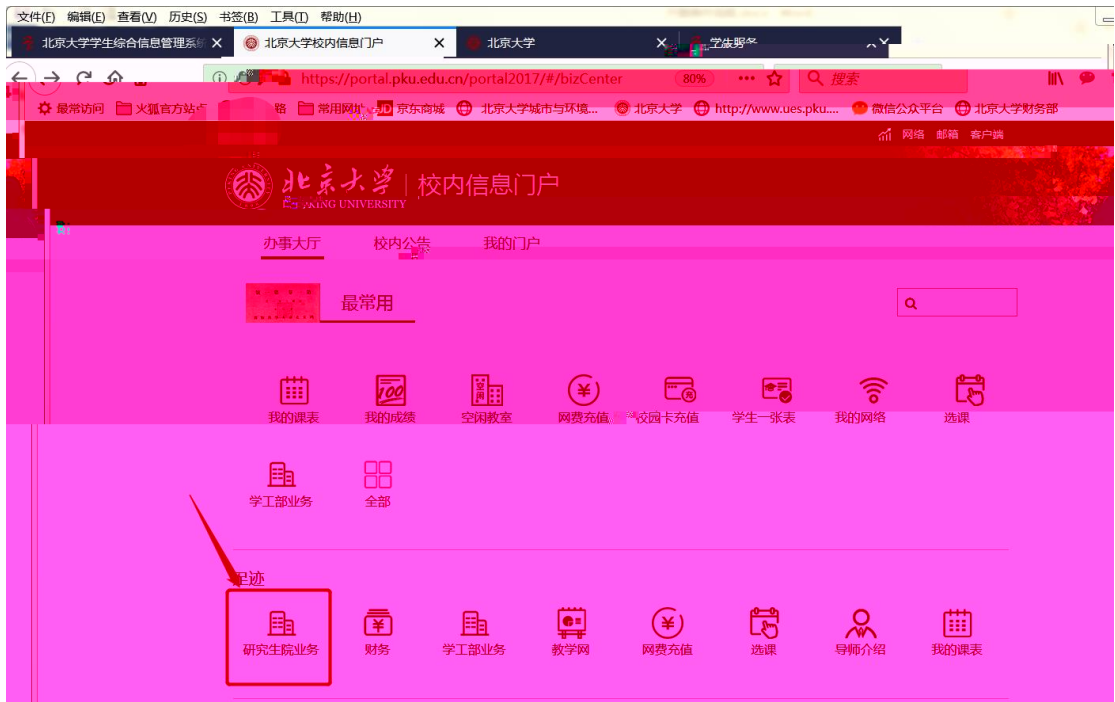 文件(F) 编辑(E) 查看(V) 历史(S) 书签(B) 工具(T) 帮助(H)
北京大学学生综合信息管理系统 × 北京大学校内信息门户 × 北京大学 ×
https://portal.pku.edu.cn/portal2017/#/bizCenter 80% ••• 搜索
最常访问 火狐官方站点 常用网址 JD 京东商城 北京大学城市与环境... 北京大学 http://www.ues.pku.... 微信公众平台 北京大学财务部
网络 邮箱 客户端
北京大学 校内信息门户
PEKING UNIVERSITY
办事大厅 校内公告 我的门户
最常用
我的课表 我的成绩 空闲教室 网费充值 校园卡充值 学生一张表 我的网络 选课
学工部业务 全部
足迹
研究生院业务 财务 学工部业务 教学网 网费充值 选课 导师介绍 我的课表